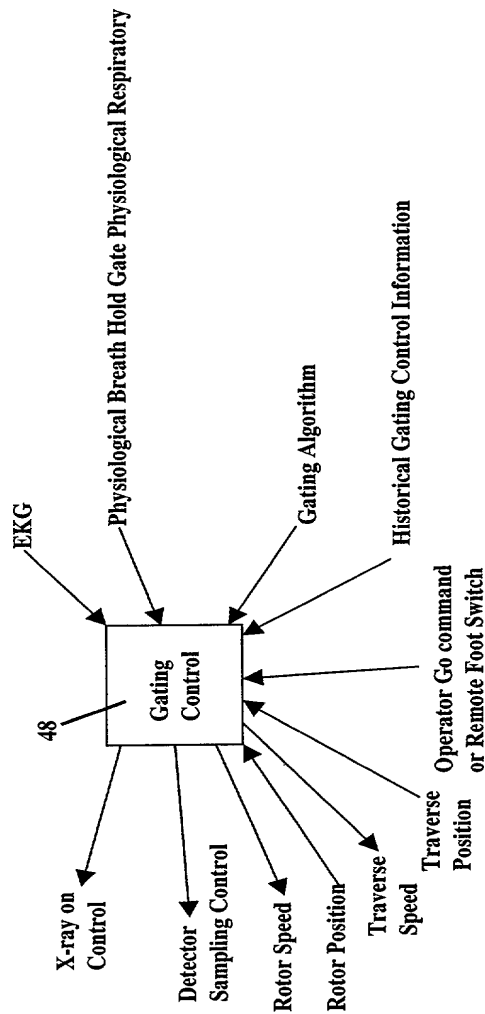 EKG
Physiological Breath Hold Gate Physiological Respiratory
Gating Algorithm
Historical Gating Control Information
48
Gating
Control
X-ray on
Control
Detector
Sampling Control
Rotor Speed
Rotor Position
Traverse
Speed
Traverse
Position
Operator Go command
or Remote Foot Switch